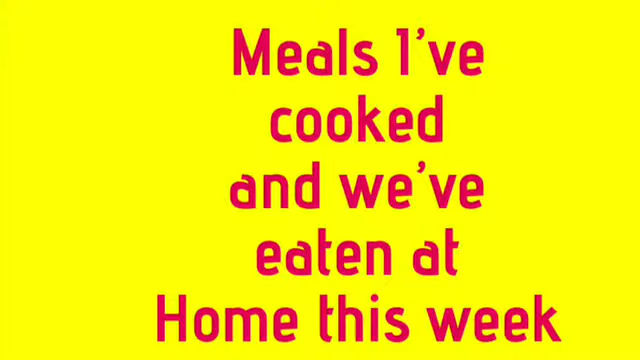 Meals I've
cooked
and we've
eaten at
Home this week